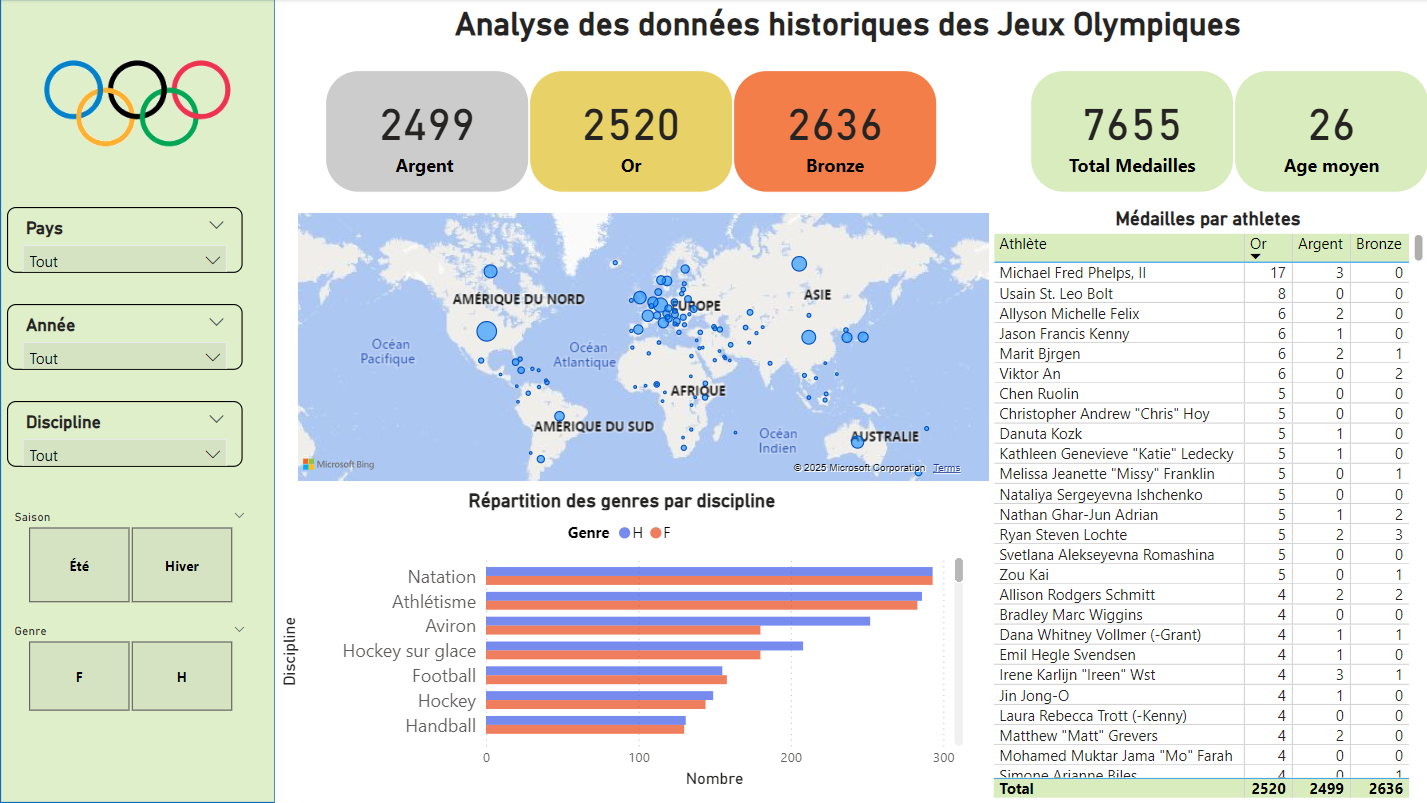 Analyse des données historiques des Jeux Olympiques
2499
Argent
2520
Or
2636
Bronze
7655
Total Medailles
26
Age moyen
Pays
Tout
Année
Tout
Discipline
Tout
Saison
Été
Hiver
Genre
F
H
AMÉRIQUE DU NORD
EUROPE
ASIE
Océan
Pacifique
Océan
Atlantique
AFRIQUE
AMÉRIQUE DU SUD
Océan
Indien
AUSTRALIE
Microsoft Bing
© 2025 Microsoft Corporation Terms
Répartition des genres par discipline
Genre H F
Discipline
Natation
Athlétisme
Aviron
Hockey sur glace
Football
Hockey
Handball
0 100 200 300
Nombre
Médailles par athletes
Athlète Or Argent Bronze
Michael Fred Phelps, II 17 3 0
Usain St. Leo Bolt 8 0 0
Allyson Michelle Felix 6 2 0
Jason Francis Kenny 6 1 0
Marit Bjrgen 6 2 1
Viktor An 6 0 2
Chen Ruolin 5 0 0
Christopher Andrew "Chris" Hoy 5 0 0
Danuta Kozk 5 1 0
Kathleen Genevieve "Katie" Ledecky 5 1 0
Melissa Jeanette "Missy" Franklin 5 0 1
Nataliya Sergeyevna Ishchenko 5 0 0
Nathan Ghar-Jun Adrian 5 1 2
Ryan Steven Lochte 5 2 3
Svetlana Alekseyevna Romashina 5 0 0
Zou Kai 5 0 1
Allison Rodgers Schmitt 4 2 2
Bradley Marc Wiggins 4 0 0
Dana Whitney Vollmer (-Grant) 4 1 1
Emil Hegle Svendsen 4 1 0
Irene Karlijn "Ireen" Wst 4 3 1
Jin Jong-O 4 1 0
Laura Rebecca Trott (-Kenny) 4 0 0
Matthew "Matt" Grevers 4 2 0
Mohamed Muktar Jama "Mo" Farah 4 0 0
Simone Arianne Biles 4 0 1
Total 2520 2499 2636